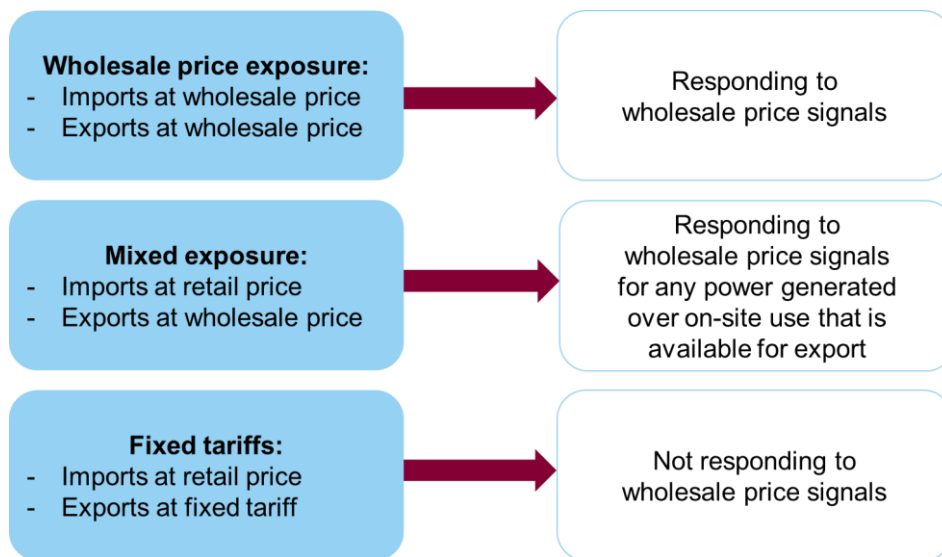 Wholesale price exposure:
- Imports at wholesale price
- Exports at wholesale price
Responding to
wholesale price signals
Mixed exposure:
- Imports at retail price
- Exports at wholesale price
Responding to
wholesale price signals
for any power generated
over on-site use that is
available for export
Fixed tariffs:
- Imports at retail price
- Exports at fixed tariff
Not responding to
wholesale price signals